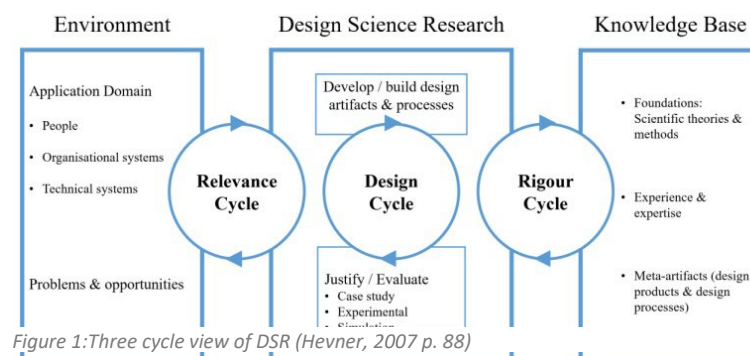 Environment
Design Science Research
Knowledge Base
Application Domain
• People
• Organisational systems
• Technical systems
Problems & opportunities
Relevance
Cycle
Develop / build design
artifacts & processes
Design
Cycle
Justify / Evaluate
• Case study
• Experimental
• Simulation
Rigour
Cycle
• Foundations:
Scientific theories &
methods
• Experience &
expertise
• Meta-artifacts (design
products & design
processes)
Figure 1:Three cycle view of DSR (Hevner, 2007 p. 88)